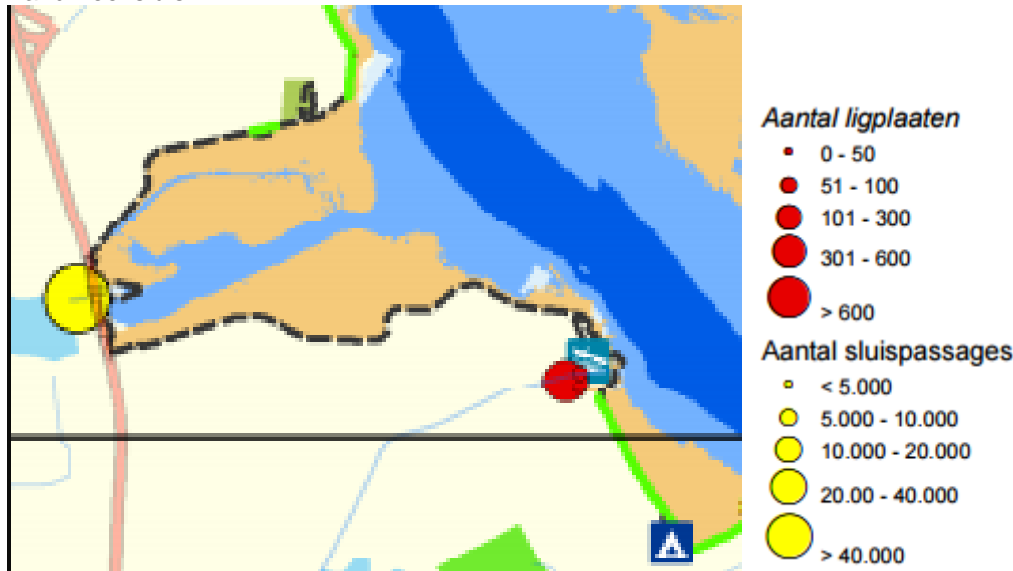 Aantal ligplaaten
0 - 50
51 - 100
101 - 300
301 - 600
> 600
Aantal sluispassages
< 5.000
5.000 - 10.000
10.000 - 20.000
20.00 - 40.000
> 40.000